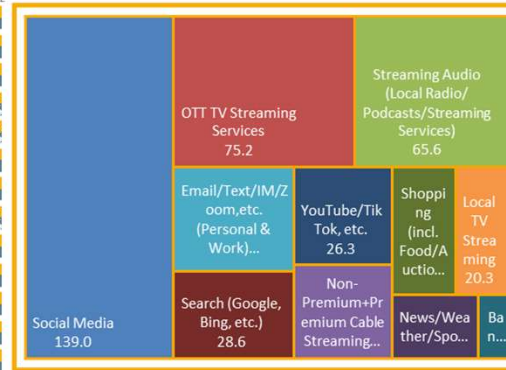 Social Media
139.0
OTT TV Streaming
Services
75.2
Streaming Audio
(Local Radio/
Podcasts/Streaming
Services)
65.6
Email/Text/IM/Z
oom,etc.
(Personal &
Work)...
YouTube/Tik
Tok, etc.
26.3
Shoppi
ng
(incl.
Food/A
uctio...
Local
TV
Strea
ming
20.3
Search (Google,
Bing, etc.)
28.6
Non-
Premium+Pr
emium Cable
Streaming...
News/Wea
ther/Spo...
Ba
n...